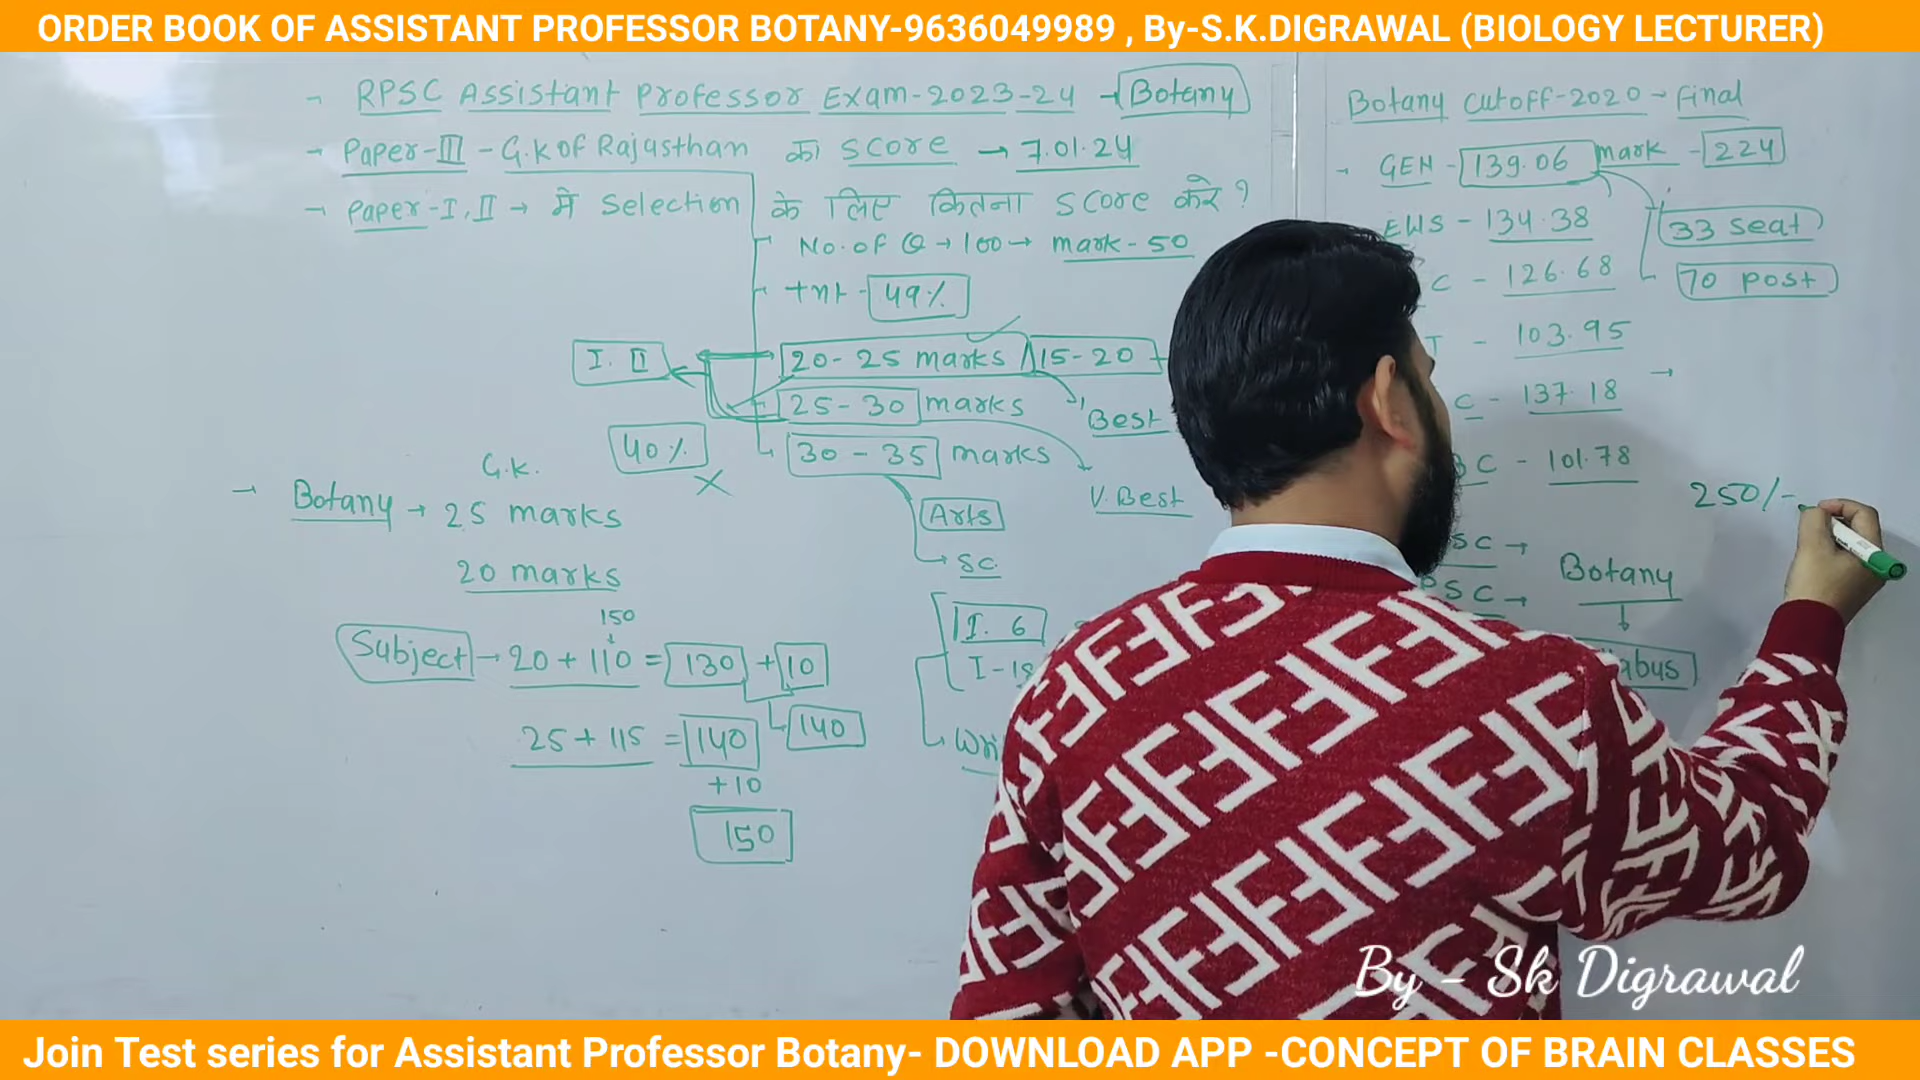 ORDER BOOK OF ASSISTANT PROFESSOR BOTANY-9636049989 , By-S.K.DIGRAWAL (BIOLOGY LECTURER)
- RPSC Assistant Professor Exam-2023-24 → Botany
- Paper-III - G.K of Rajasthan का score → 7.01.24
- Paper-I, II → में Selection के लिए कितना score करे ?
No. of Q → 100 → mark - 50
49%
I. II
20-25 marks / 15-20
25-30 marks
Best
40%
30-35 marks
V. Best
G.K.
→ Botany → 25 marks
Arts
20 marks
SC
150
I. 6
Subject → 20 + 110 = 130 + 10
140
25 + 115 = 140
+10
150
Botany Cutoff-2020 - Final
→ GEN - 139.06 mark - 224
EWS - 134.38
33 seat
C - 126.68
70 post
T - 103.95
C - 137.18
BC - 101.78
250/-
SC →
PSC →
Botany
By - Sk Digrawal
Join Test series for Assistant Professor Botany- DOWNLOAD APP -CONCEPT OF BRAIN CLASSES